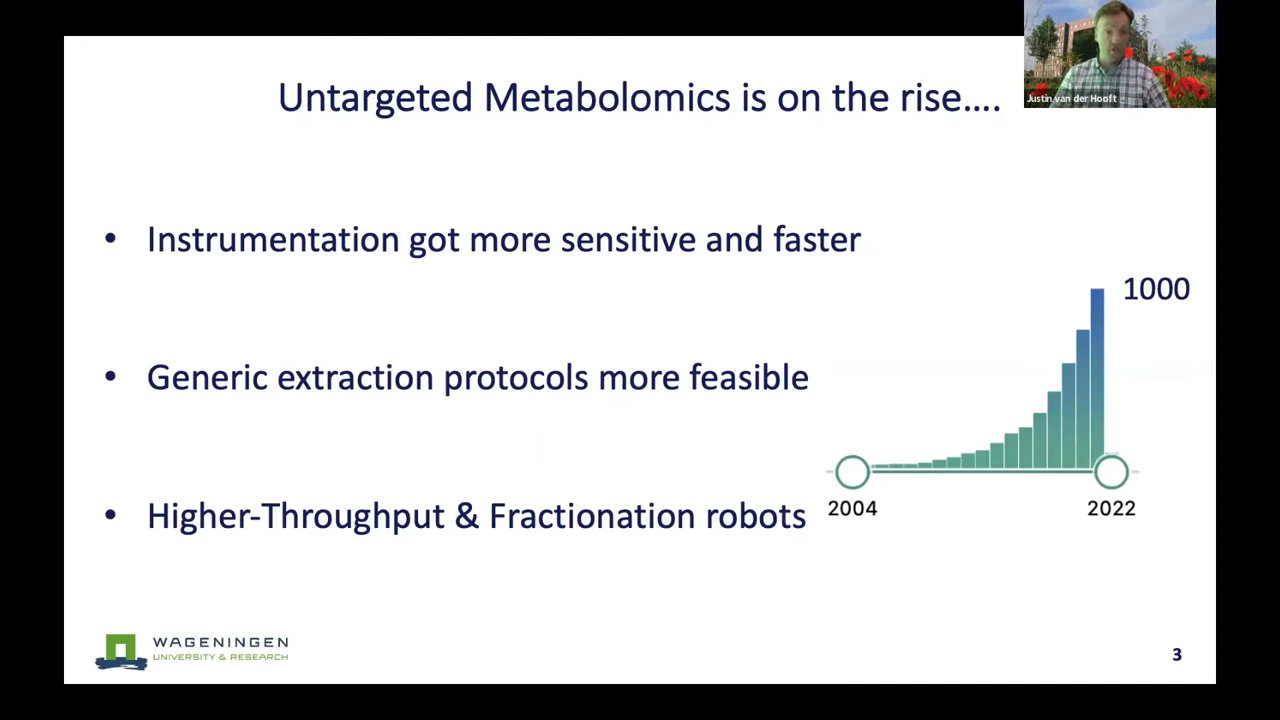 Untargeted Metabolomics is on the rise….
Justin van der Hooft
• Instrumentation got more sensitive and faster
1000
• Generic extraction protocols more feasible
• Higher-Throughput & Fractionation robots
2004
2022
WAGENINGEN
UNIVERSITY & RESEARCH
3